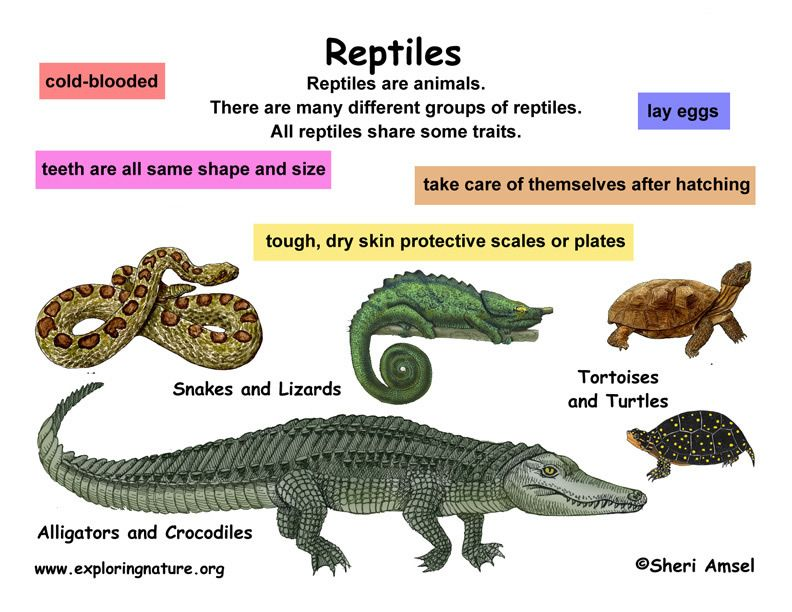 Reptiles
Reptiles are animals.
There are many different groups of reptiles.
All reptiles share some traits.
cold-blooded
lay eggs
teeth are all same shape and size
take care of themselves after hatching
tough, dry skin protective scales or plates
Snakes and Lizards
Tortoises
and Turtles
Alligators and Crocodiles
www.exploringnature.org
©Sheri Amsel